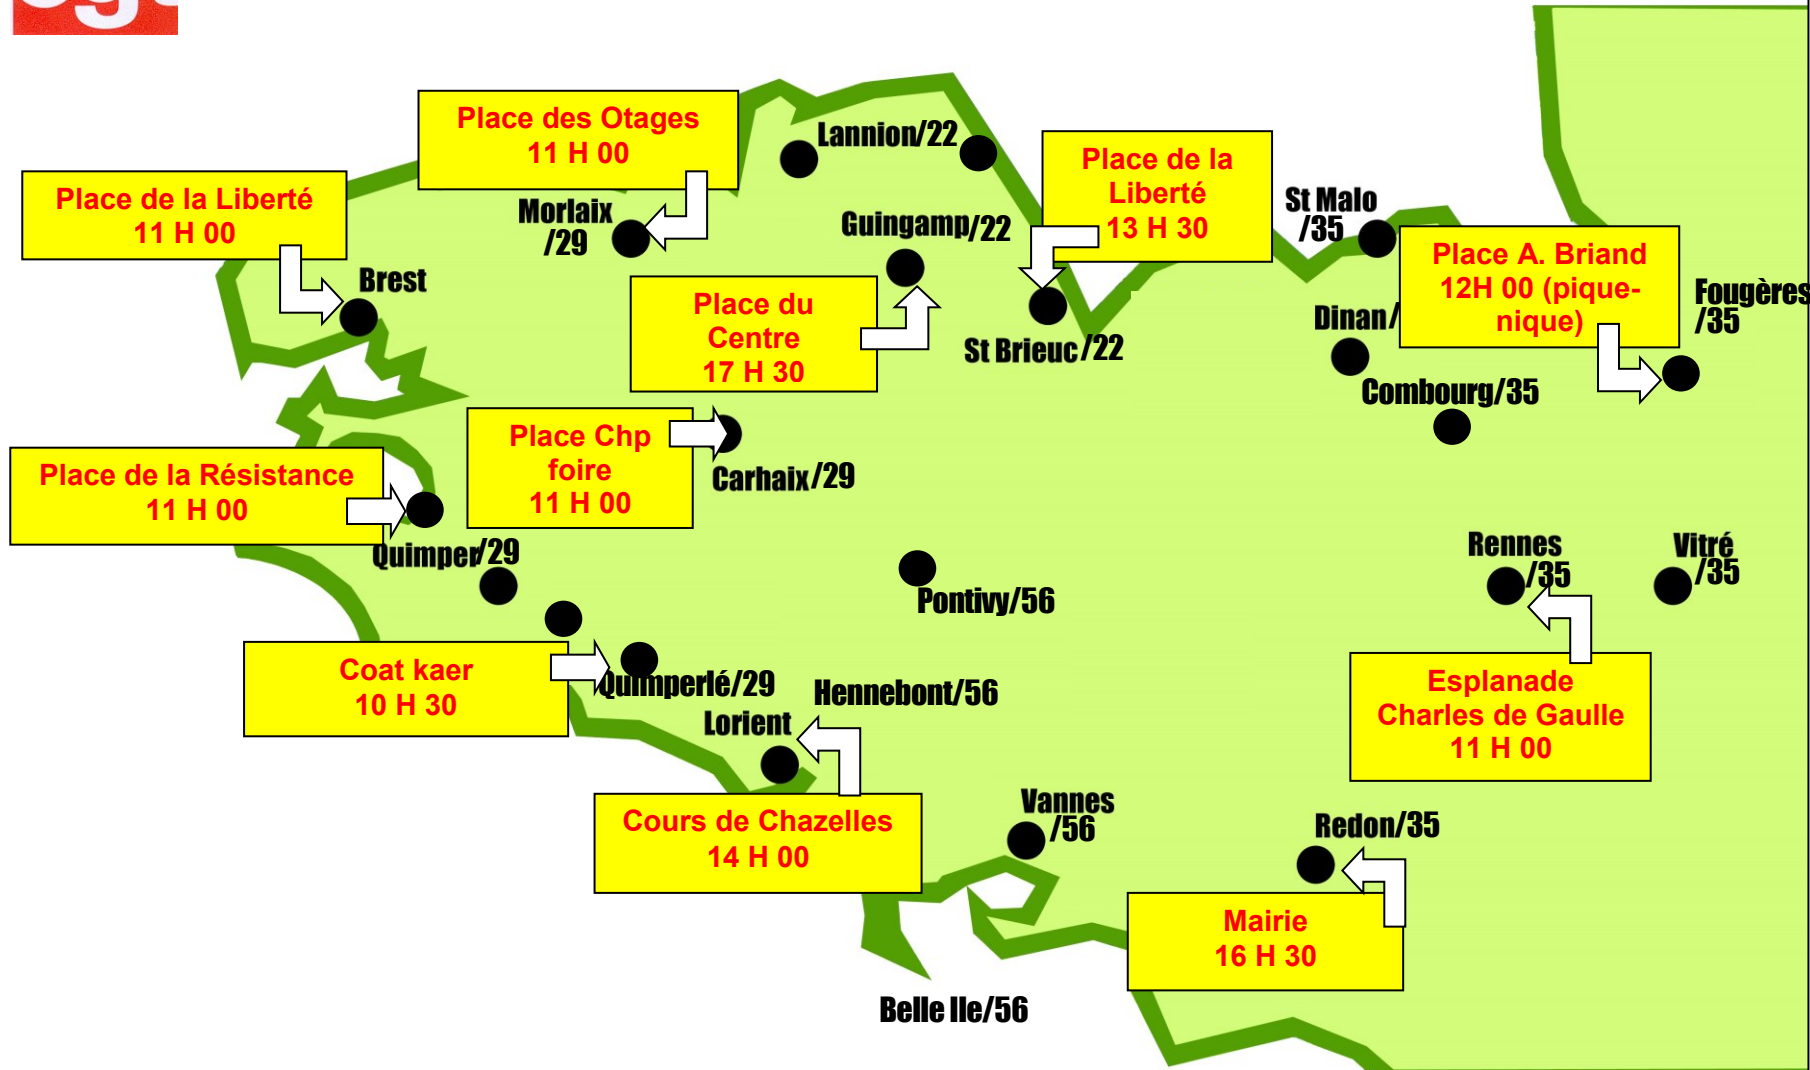 Place des Otages
11 H 00
Lannion/22
Place de la
Liberté
13 H 30
Place de la Liberté
11 H 00
Morlaix
/29
Guingamp/22
St Malo
/35
Place A. Briand
12H 00 (pique-
nique)
Brest
Place du
Centre
17 H 30
St Brieuc/22
Dinan/
Fougères
/35
Combourg/35
Place Chp
foire
11 H 00
Carhaix/29
Place de la Résistance
11 H 00
Quimper/29
Pontivy/56
Rennes
/35
Vitré
/35
Coat kaer
10 H 30
Quimperlé/29
Hennebont/56
Lorient
Esplanade
Charles de Gaulle
11 H 00
Cours de Chazelles
14 H 00
Vannes
/56
Redon/35
Mairie
16 H 30
Belle Ile/56